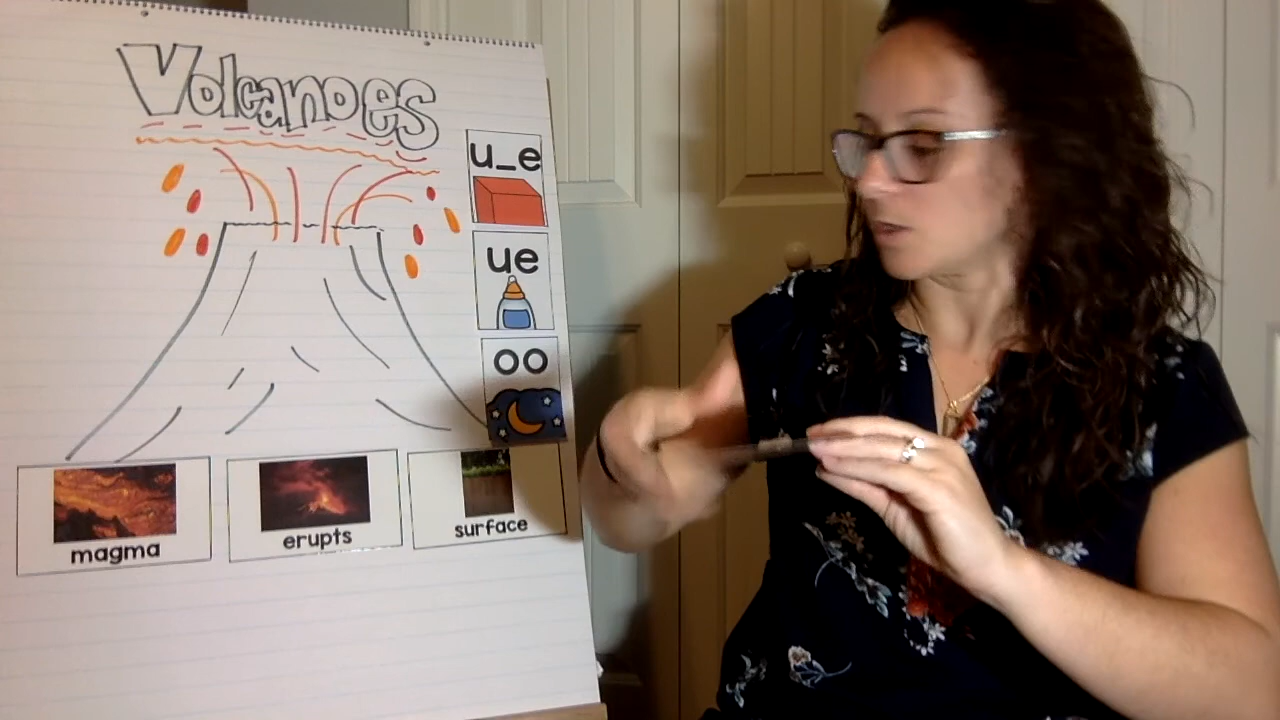 Volcanoes
u_e
ue
oo
magma
erupts
surface